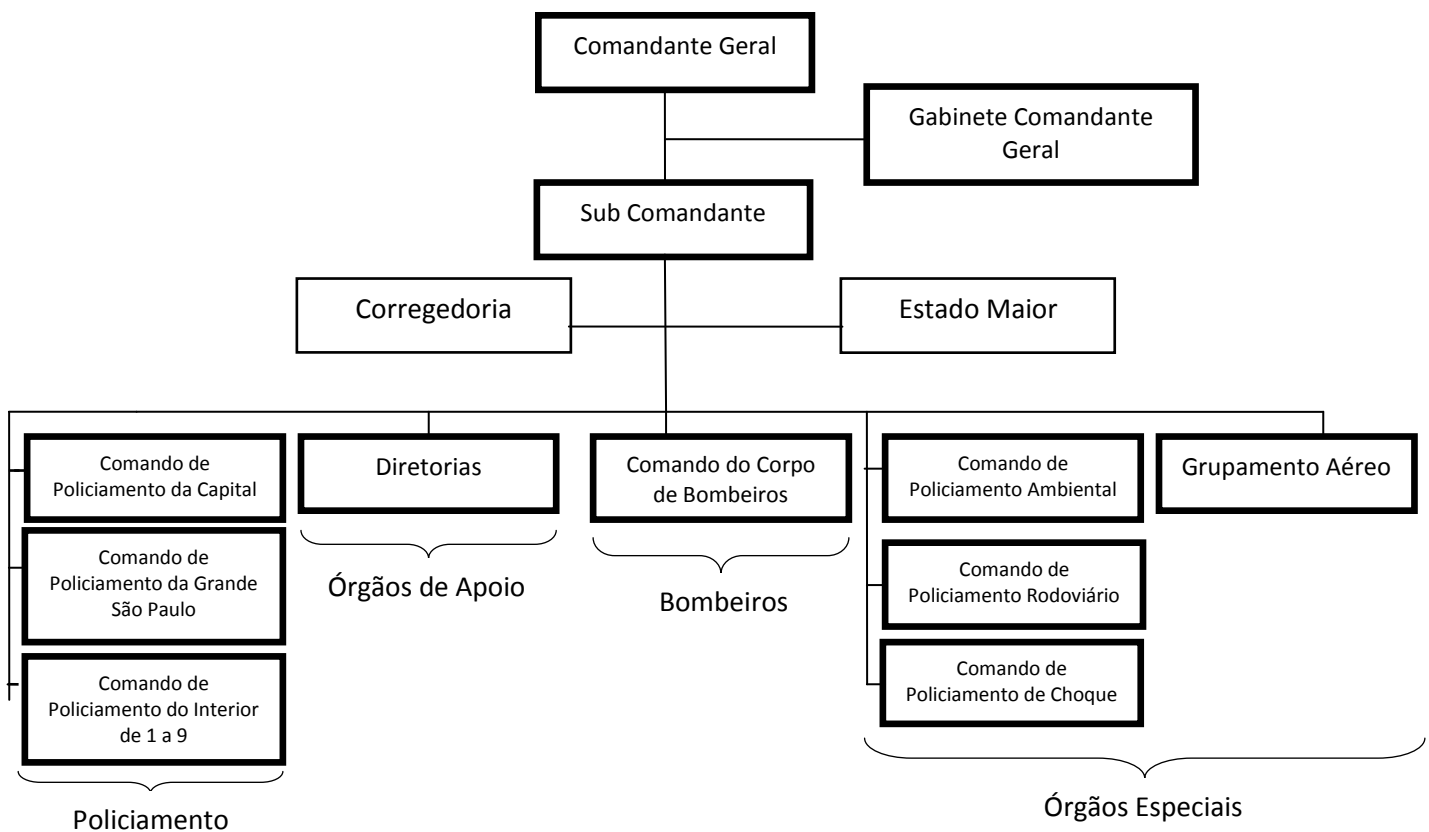 Comandante Geral
Gabinete Comandante
Geral
Sub Comandante
Corregedoria
Estado Maior
Comando de
Policiamento da Capital
Diretorias
Comando do Corpo
de Bombeiros
Comando de
Policiamento Ambiental
Grupamento Aéreo
Comando de
Policiamento da Grande
São Paulo
Órgãos de Apoio
Bombeiros
Comando de
Policiamento Rodoviário
Comando de
Policiamento do Interior
de 1 a 9
Comando de
Policiamento de Choque
Policiamento
Órgãos Especiais